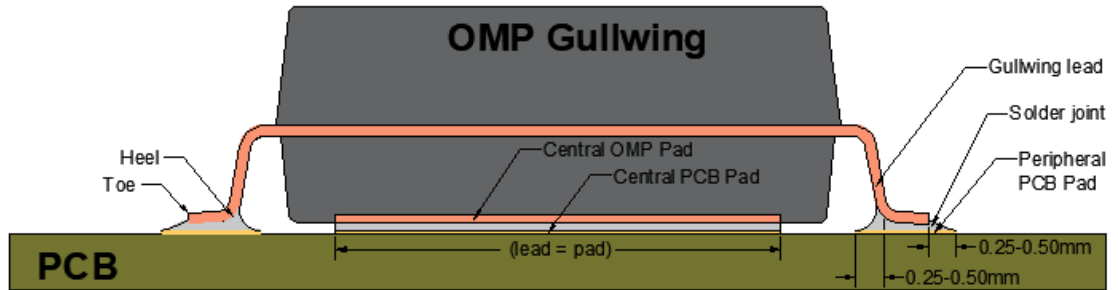 OMP Gullwing
Gullwing lead
Solder joint
Central OMP Pad
Heel
Peripheral
PCB Pad
Central PCB Pad
Toe
(lead = pad)
0.25-0.50mm
PCB
0.25-0.50mm